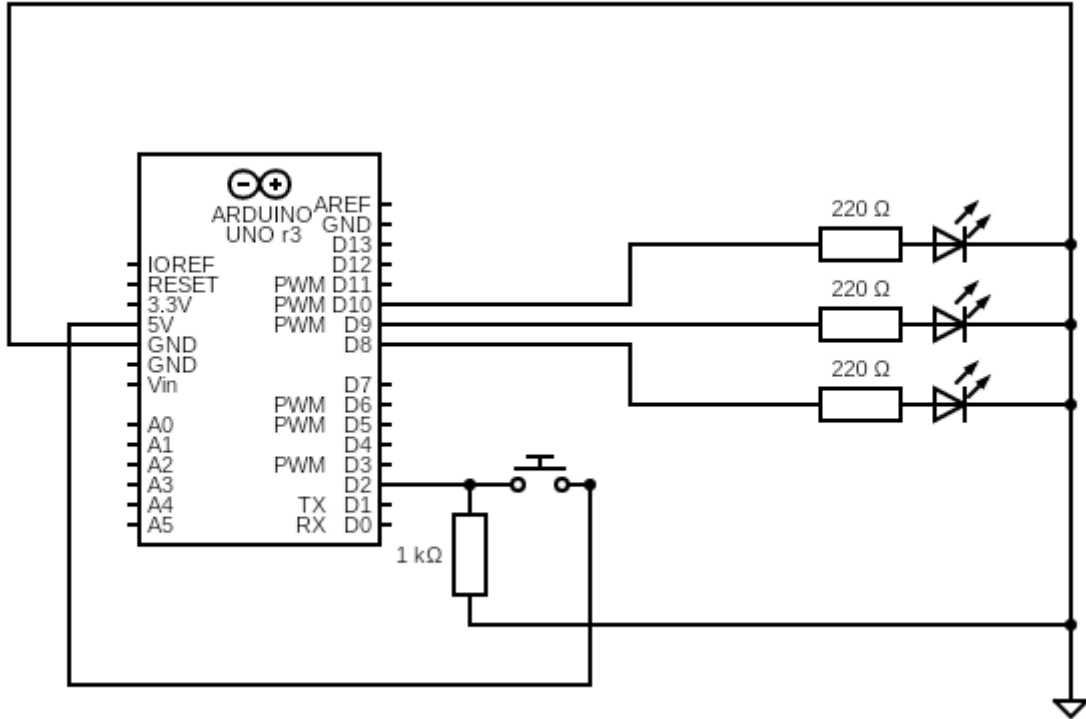 ARDUINO
UNO r3
AREF
GND
D13
IOREF D12
RESET PWM D11
3.3V PWM D10
5V PWM D9
GND D8
GND
Vin D7
PWM D6
A0 PWM D5
A1 D4
A2 PWM D3
A3 D2
A4 TX D1
A5 RX D0
220 Ω
220 Ω
220 Ω
1 kΩ